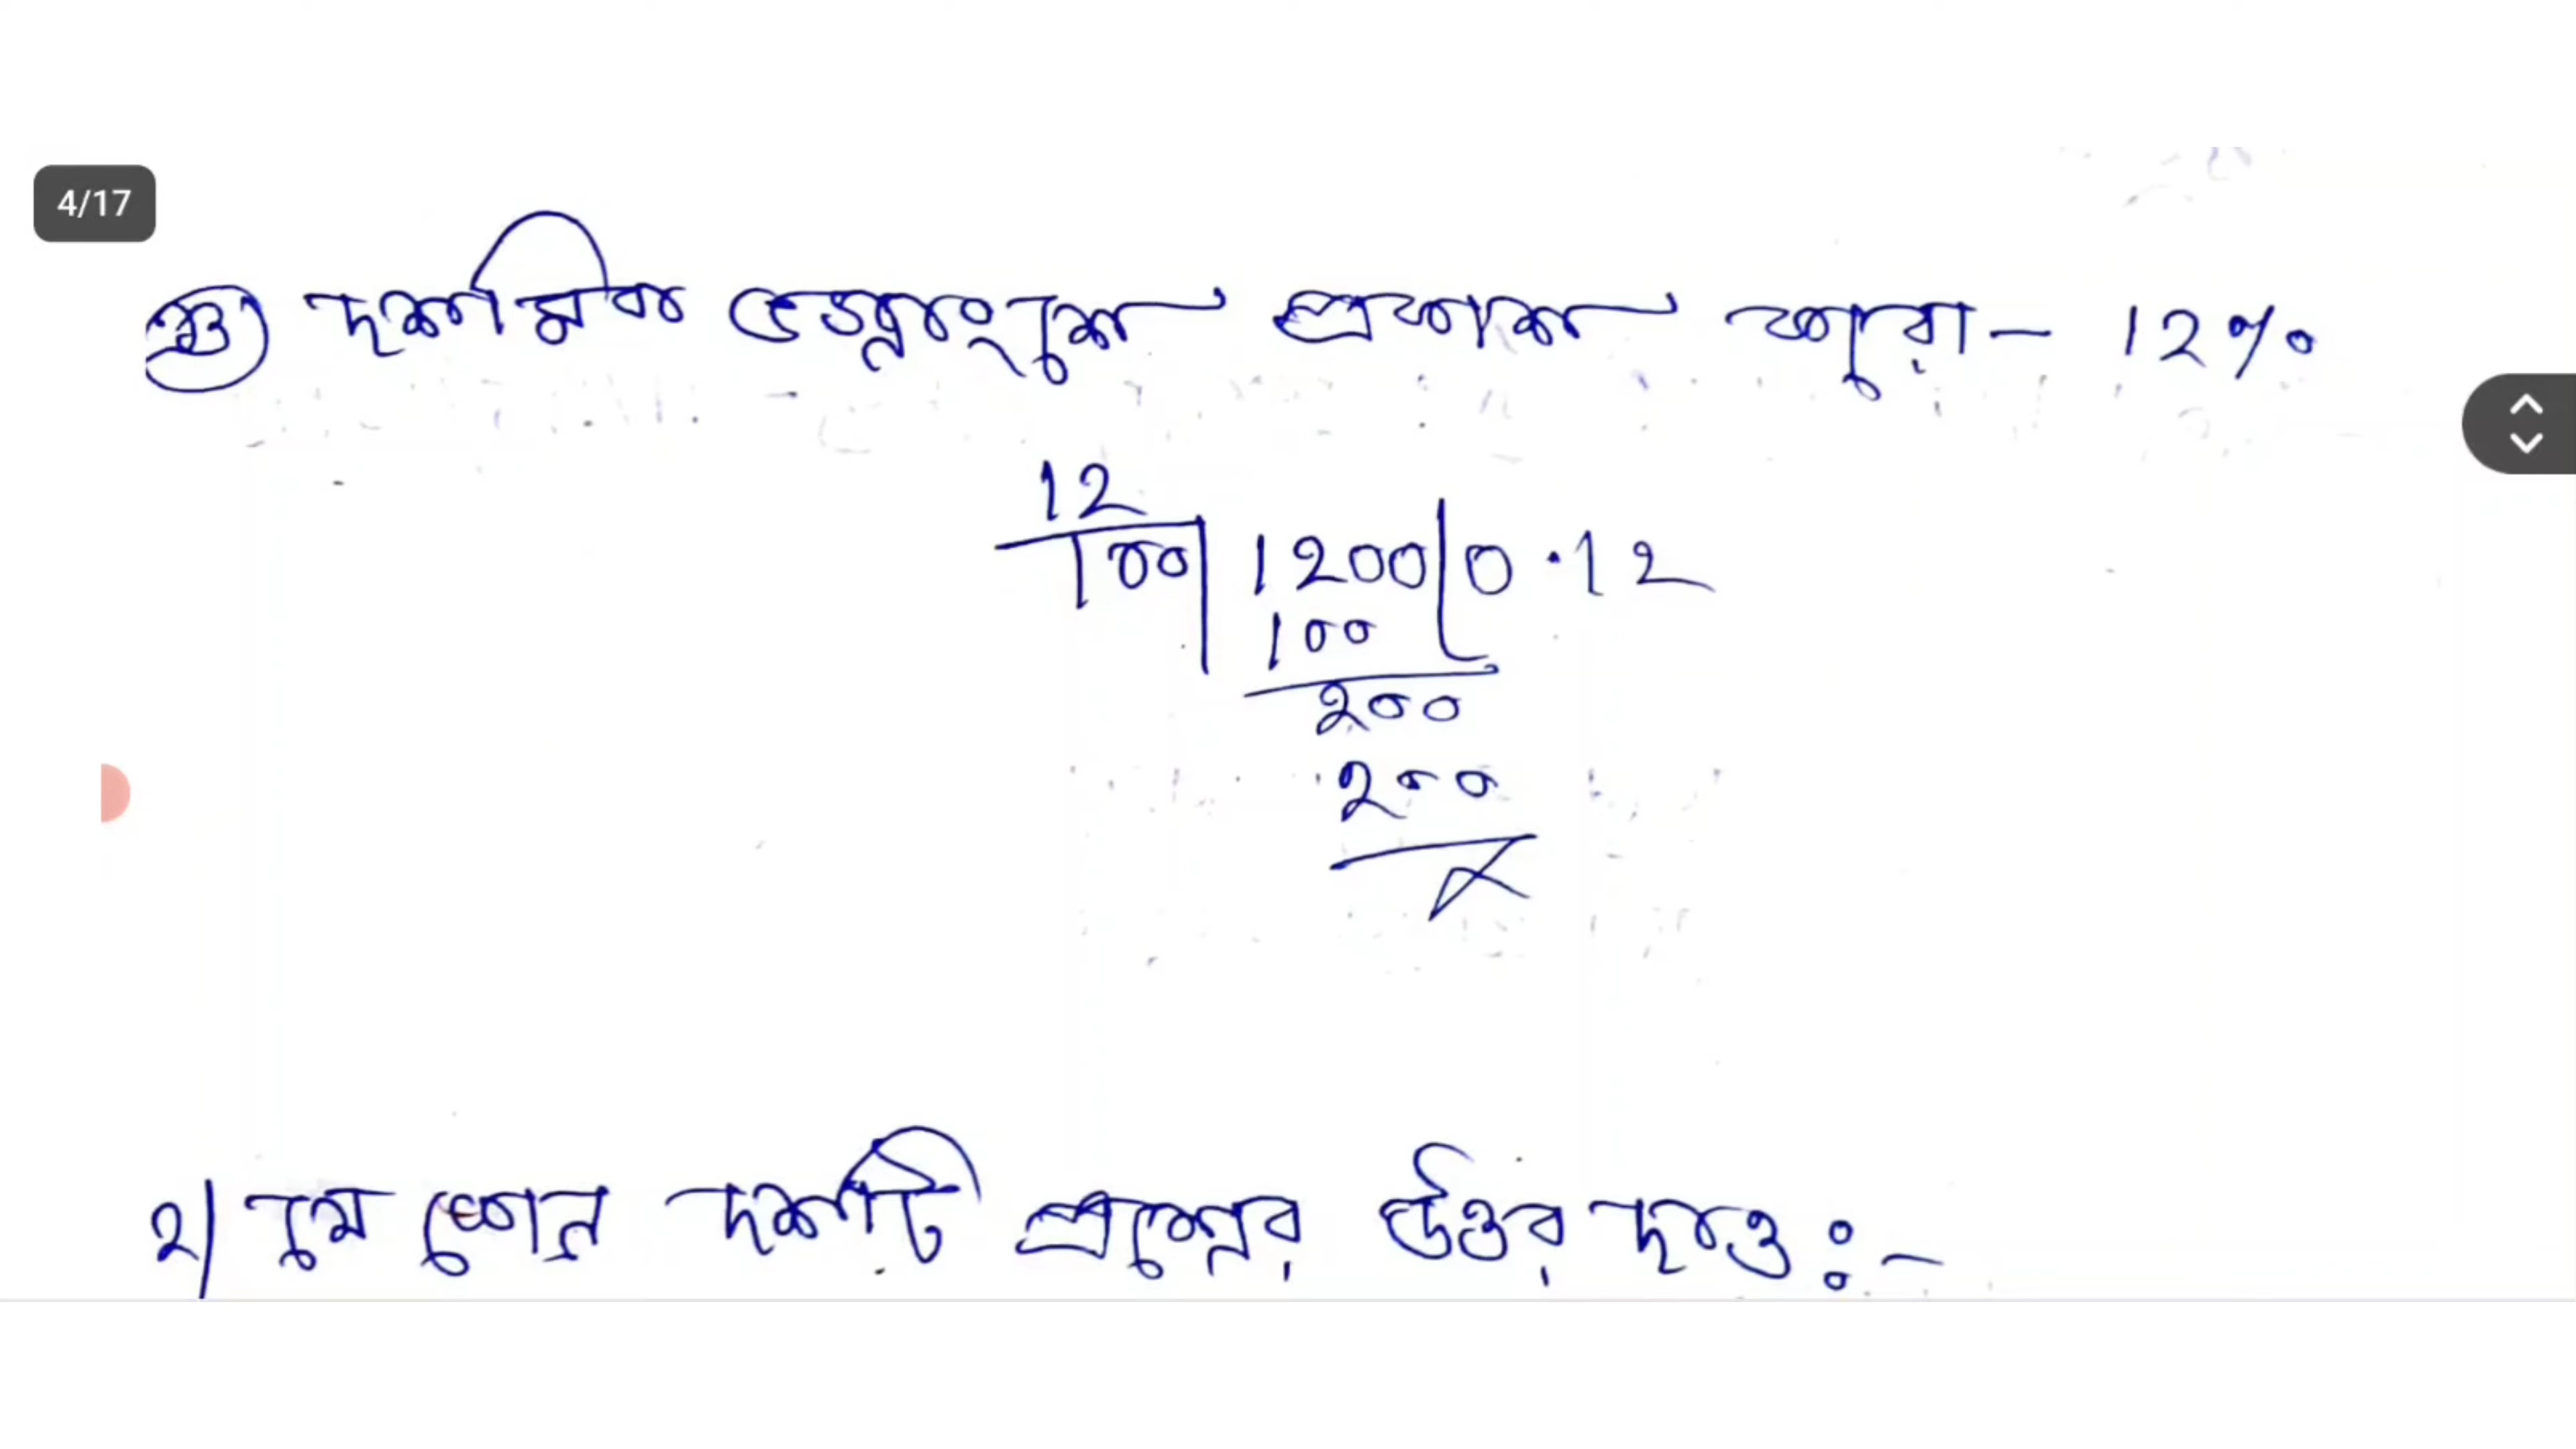 4/17
দশমিক ভগ্নাংশে প্রকাশ করো - 12%
12
100 1200 0.12
100
200
200
২| যে কোন দশটি প্রশ্নের উত্তর দাও :-